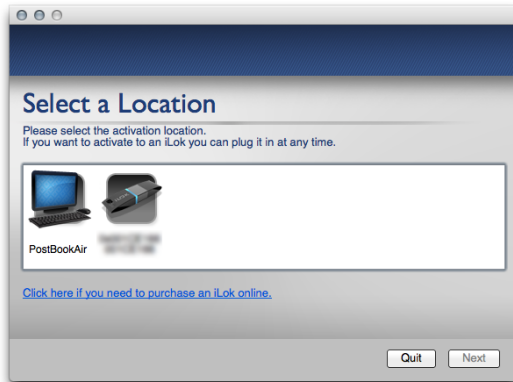 Select a Location
Please select the activation location.
If you want to activate to an iLok you can plug it in at any time.
PostBookAir
Click here if you need to purchase an iLok online.
Quit Next